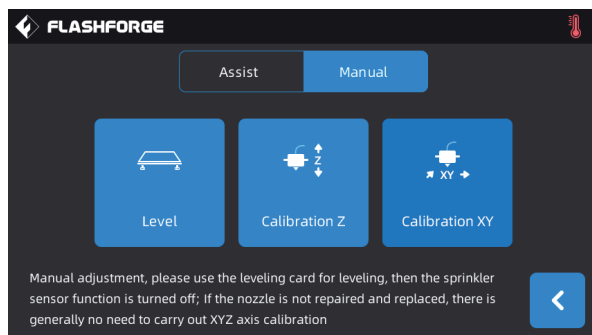 FLASHFORGE
Assist Manual
Z
XY
Level Calibration Z Calibration XY
Manual adjustment, please use the leveling card for leveling, then the sprinkler
sensor function is turned off; If the nozzle is not repaired and replaced, there is
generally no need to carry out XYZ axis calibration